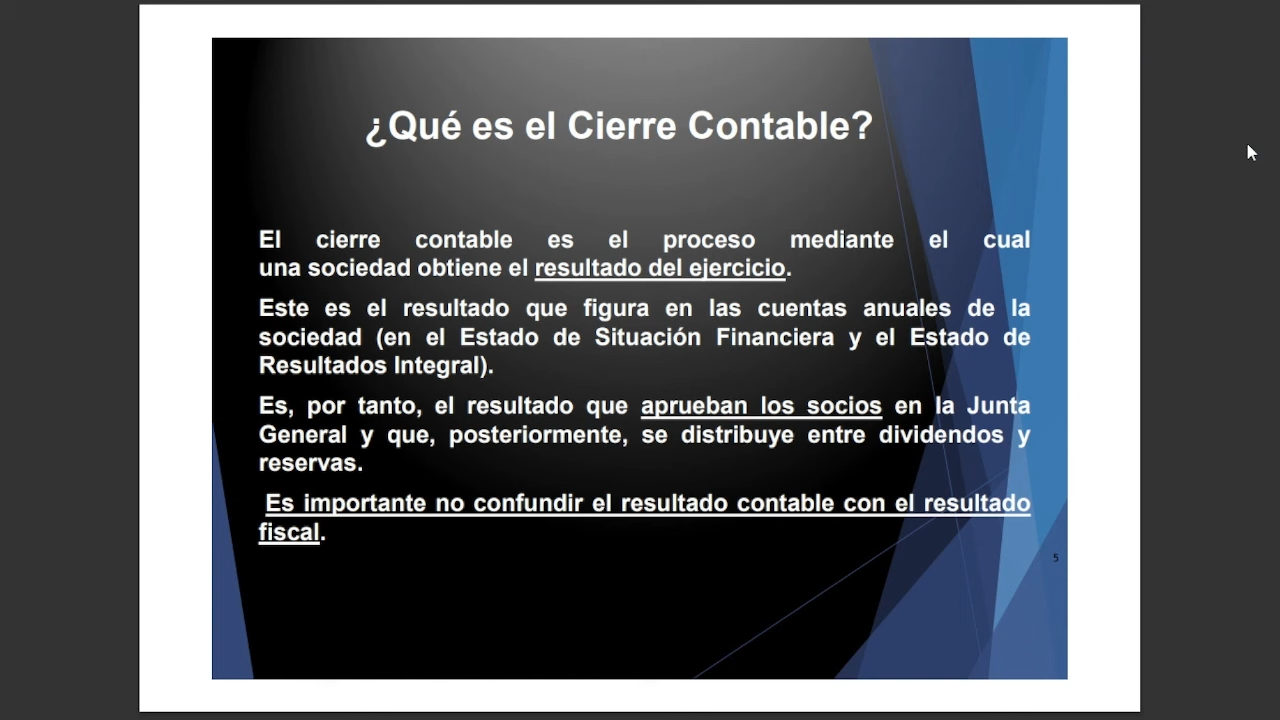 ¿Qué es el Cierre Contable?
El cierre contable es el proceso mediante el cual
una sociedad obtiene el resultado del ejercicio.
Este es el resultado que figura en las cuentas anuales de la
sociedad (en el Estado de Situación Financiera y el Estado de
Resultados Integral).
Es, por tanto, el resultado que aprueban los socios en la Junta
General y que, posteriormente, se distribuye entre dividendos y
reservas.
Es importante no confundir el resultado contable con el resultado
fiscal.
5